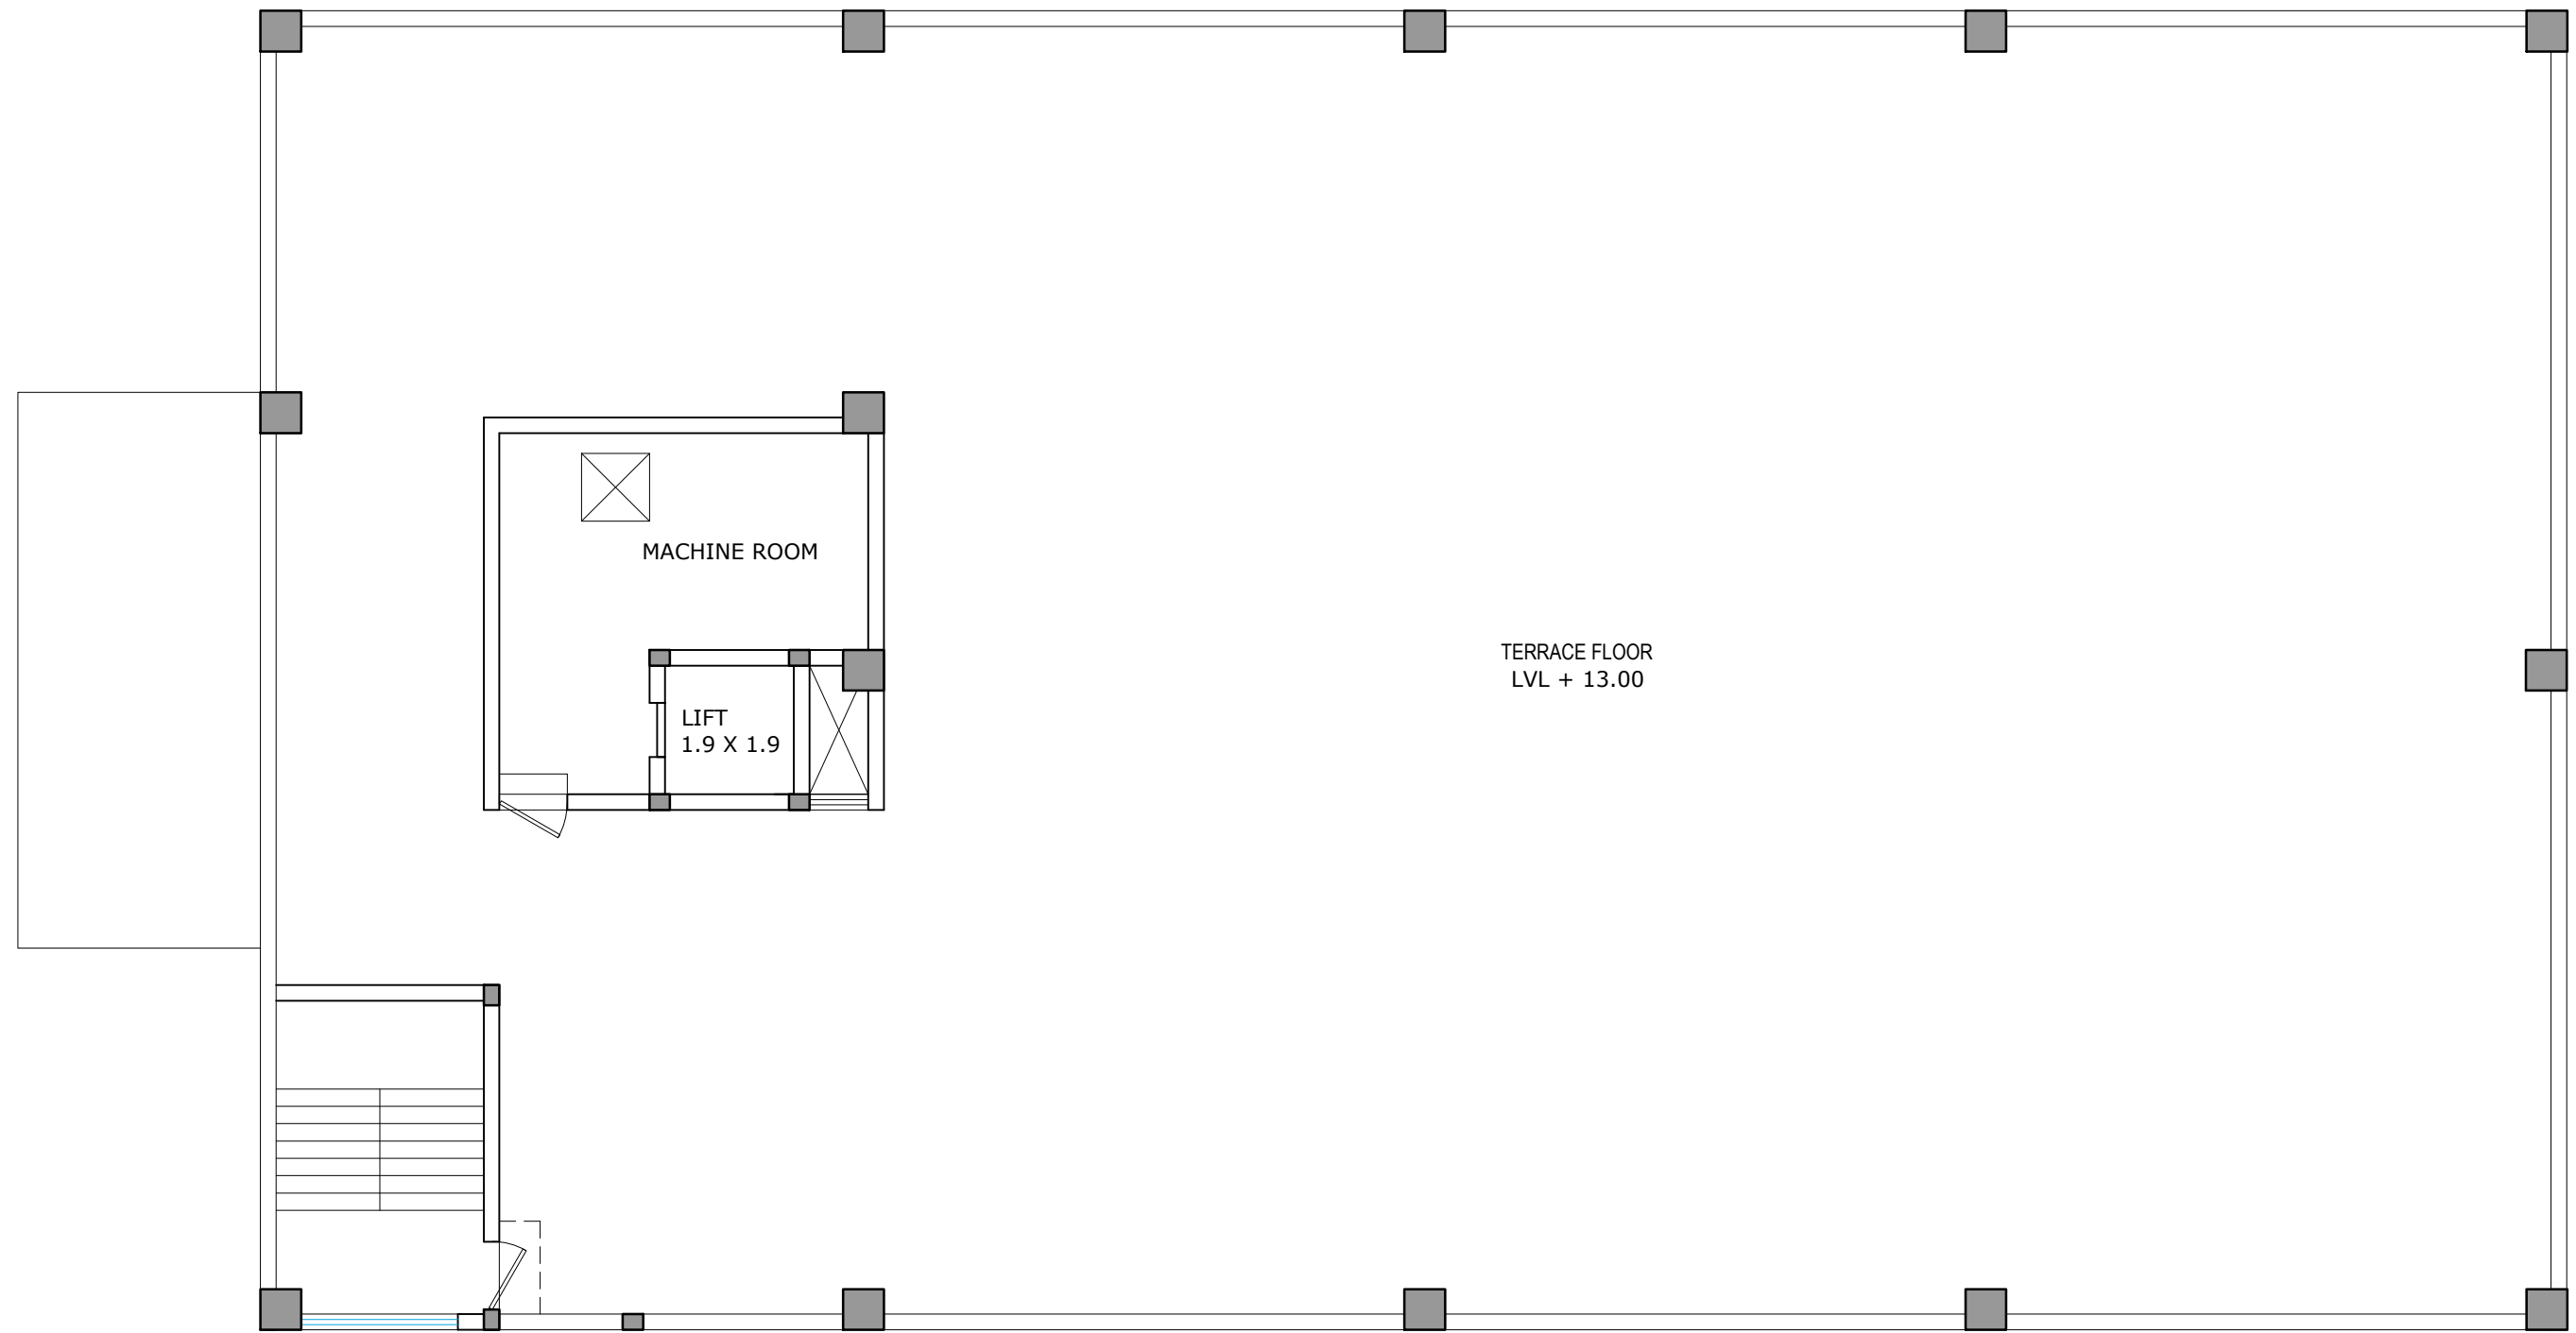 MACHINE ROOM
TERRACE FLOOR
LVL + 13.00
LIFT
1.9 X 1.9